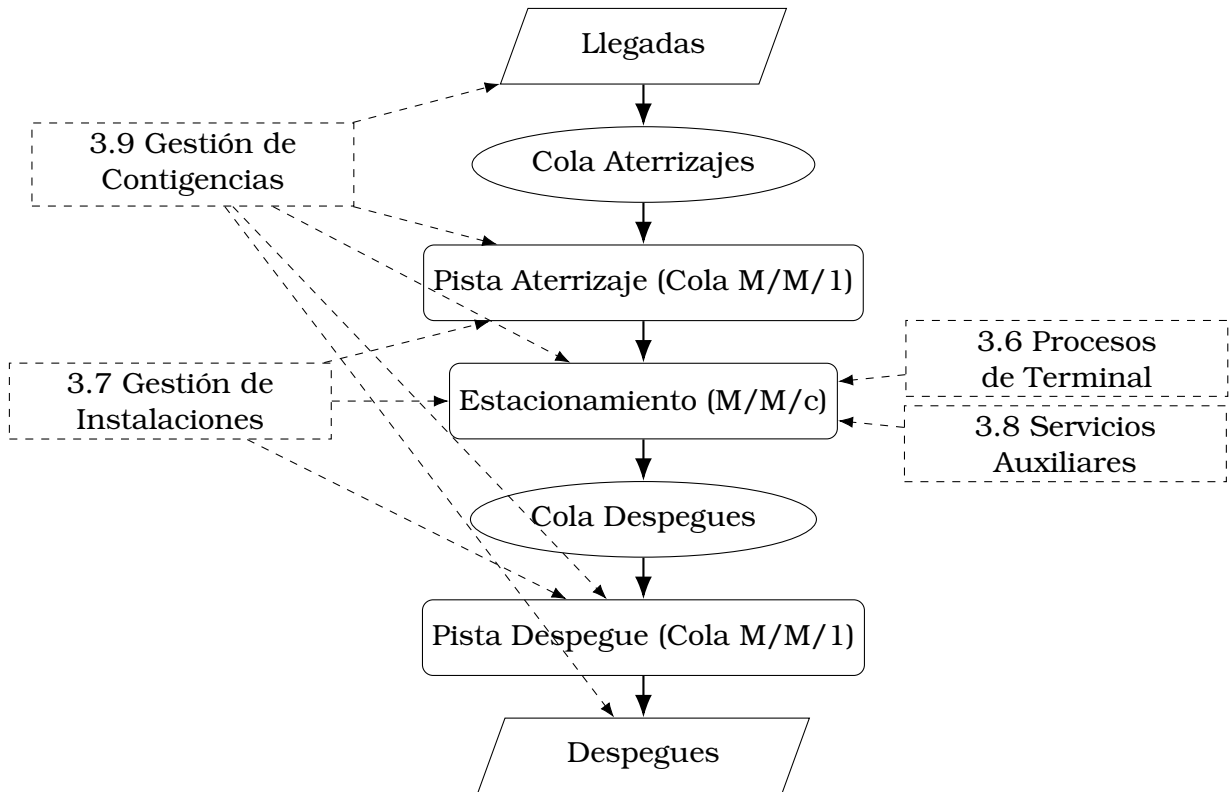 Llegadas
3.9 Gestión de
Contigencias
Cola Aterrizajes
Pista Aterrizaje (Cola M/M/1)
3.7 Gestión de
Instalaciones
Estacionamiento (M/M/c)
3.6 Procesos
de Terminal
3.8 Servicios
Auxiliares
Cola Despegues
Pista Despegue (Cola M/M/1)
Despegues